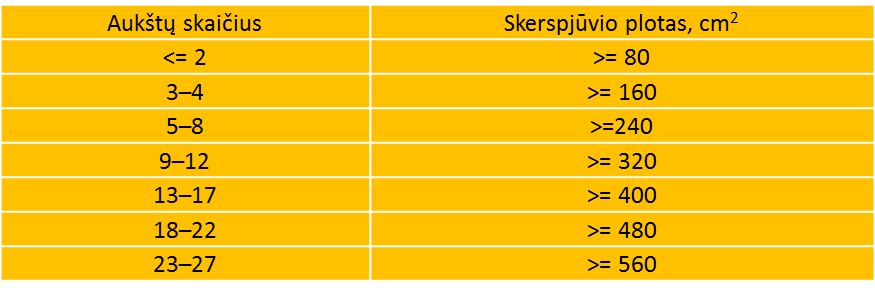 Aukštų skaičius Skerspjūvio plotas, cm²
<= 2 >= 80
3–4 >= 160
5–8 >=240
9–12 >= 320
13–17 >= 400
18–22 >= 480
23–27 >= 560